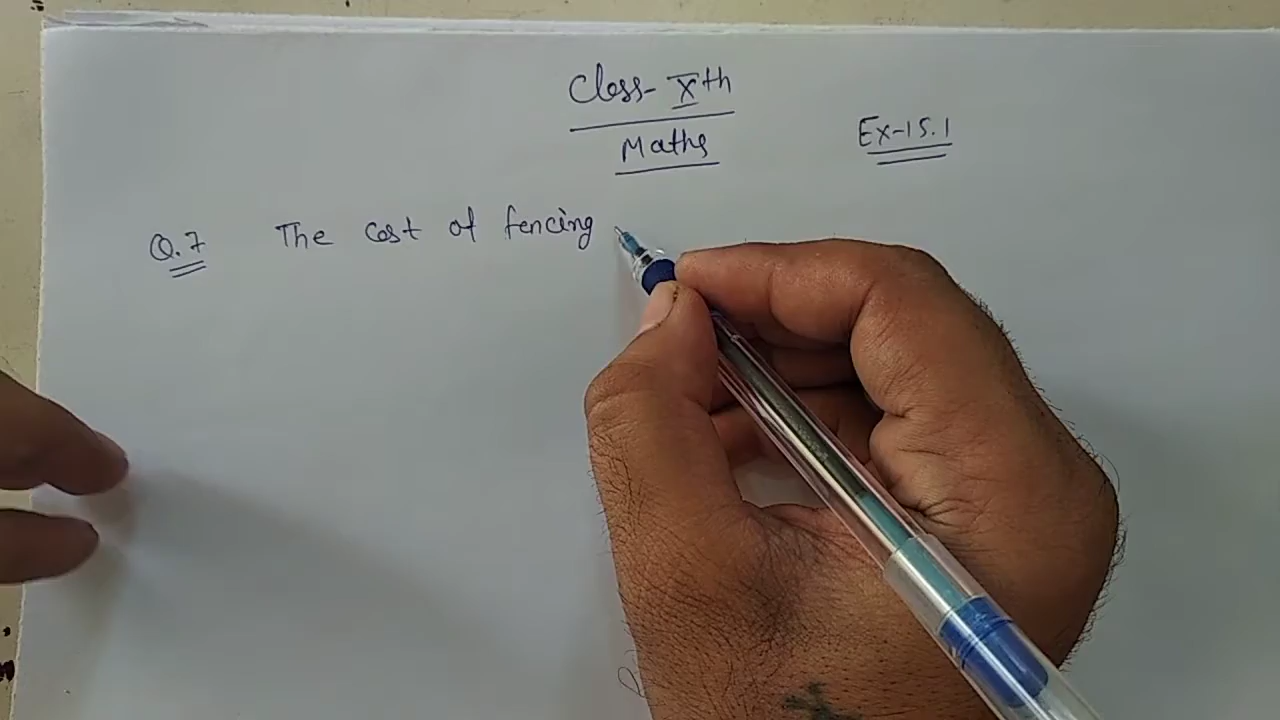 Class- Xth
Maths
Ex-15.1
Q.7 The Cost of fencing